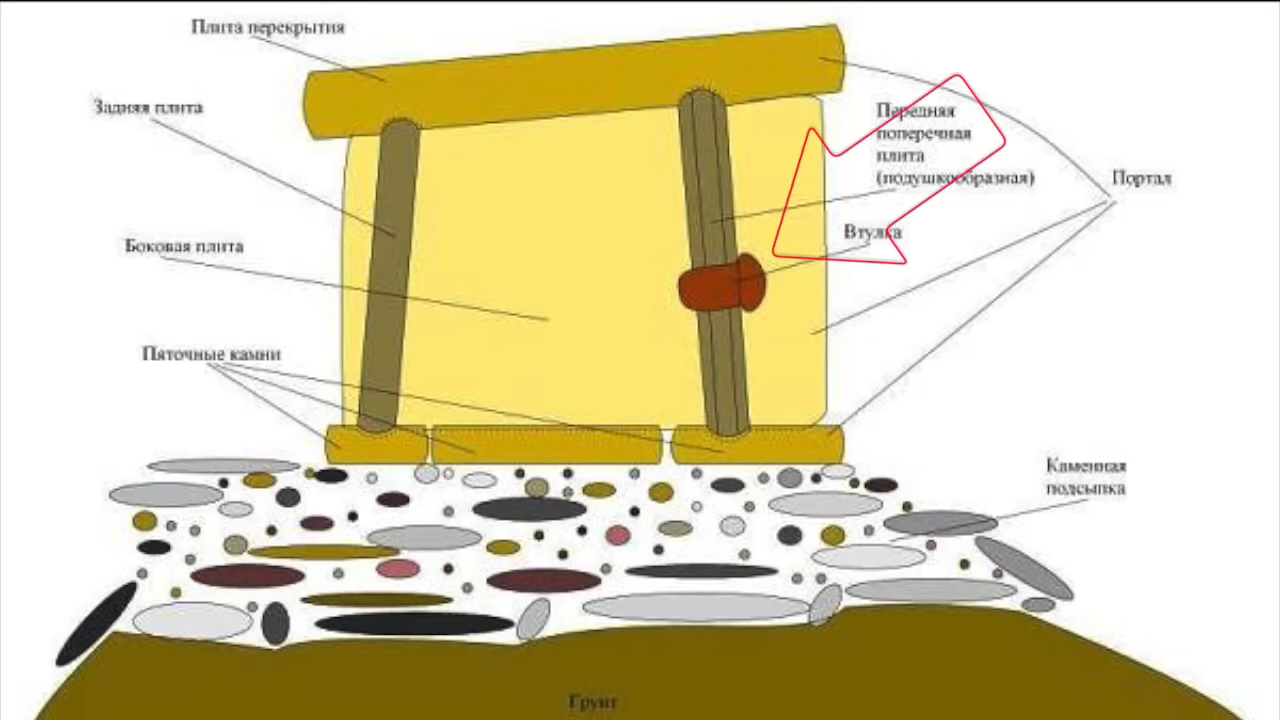 Плита перекрытия
Задняя плита
Передняя
поперечная
плита
(подушкообразная)
Портал
Втулка
Боковая плита
Пяточные камни
Каменная
подсыпка
Грунт